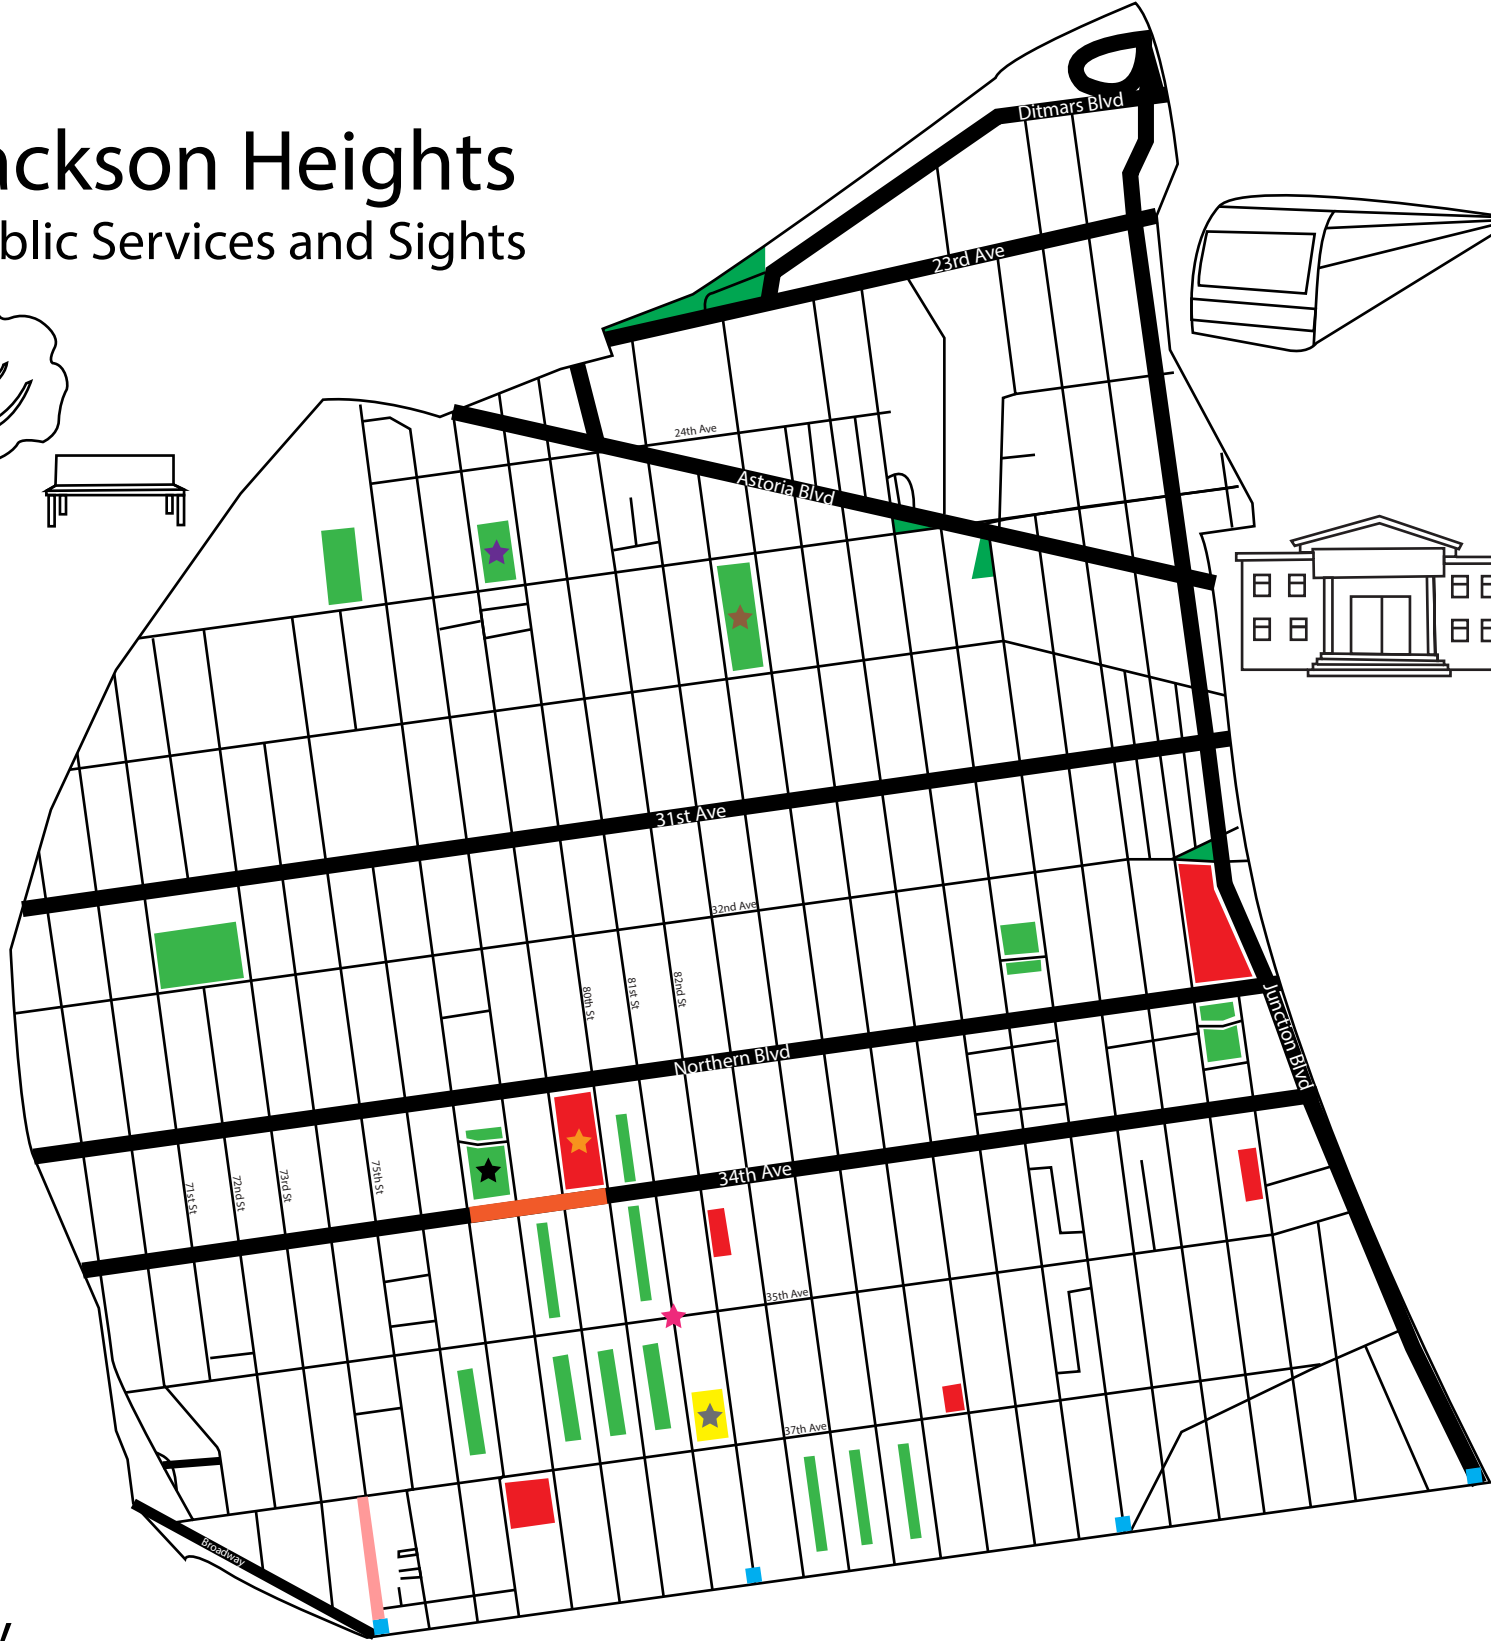 ackson Heights
blic Services and Sights
Ditmars Blvd
23rd Ave
24th Ave
Astoria Blvd
31st Ave
32nd Ave
80th St
81st St
82nd St
Northern Blvd
Junction Blvd
71st St
72nd St
73rd St
75th St
34th Ave
35th Ave
37th Ave
Broadway